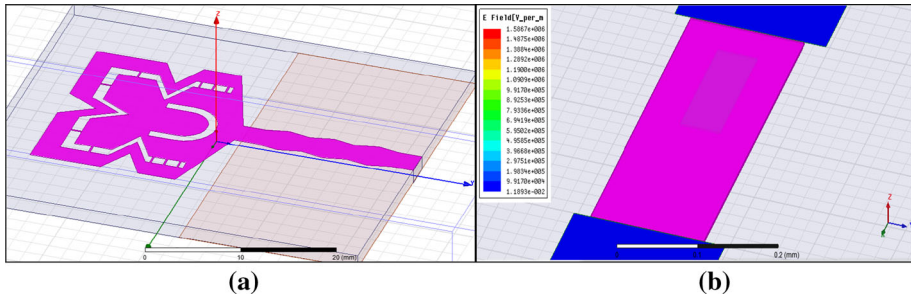 Z
Y
0
10
20 (mm)
E Field[V_per_m
1.5867e+006
1.4875e+006
1.3884e+006
1.2892e+006
1.1900e+006
1.0909e+006
9.9170e+005
8.9253e+005
7.9336e+005
6.9419e+005
5.9502e+005
4.9585e+005
3.9668e+005
2.9751e+005
1.9834e+005
9.9170e+004
1.1893e-002
Z
0
0.1
0.2 (mm)
(a)
(b)